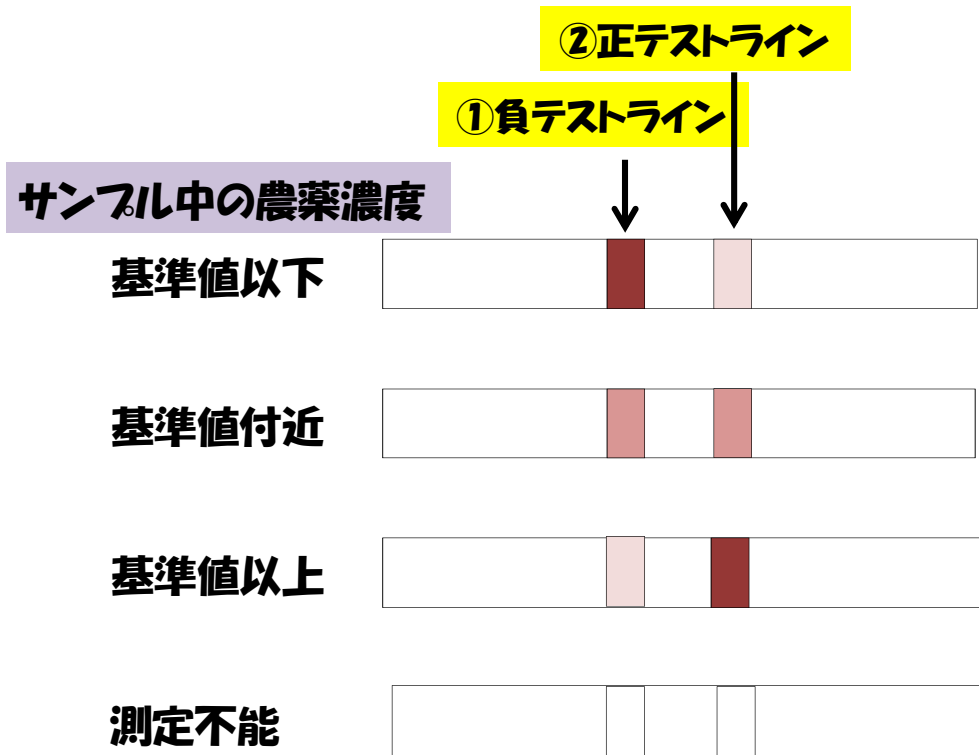 ②正テストライン
①負テストライン
サンプル中の農薬濃度
基準値以下
基準値付近
基準値以上
測定不能